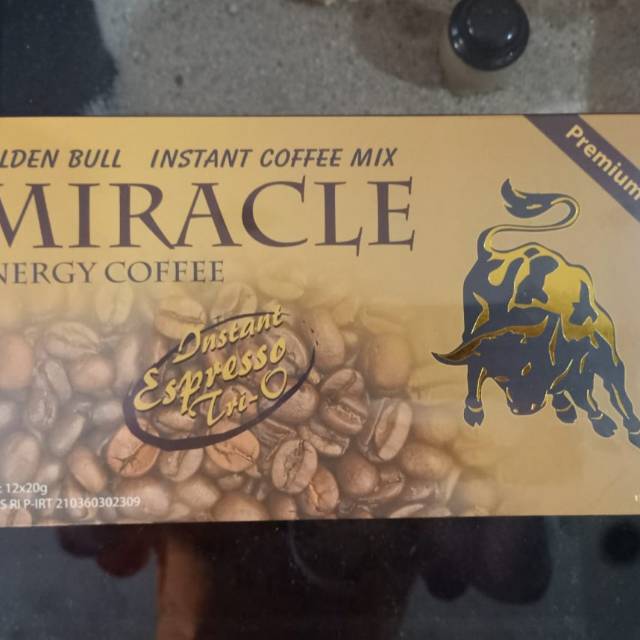 LDEN BULL INSTANT COFFEE MIX
MIRACLE
NERGY COFFEE
Premium
Instant
Espresso
Tri-O
: 12x20g
S RI P-IRT 210360302309